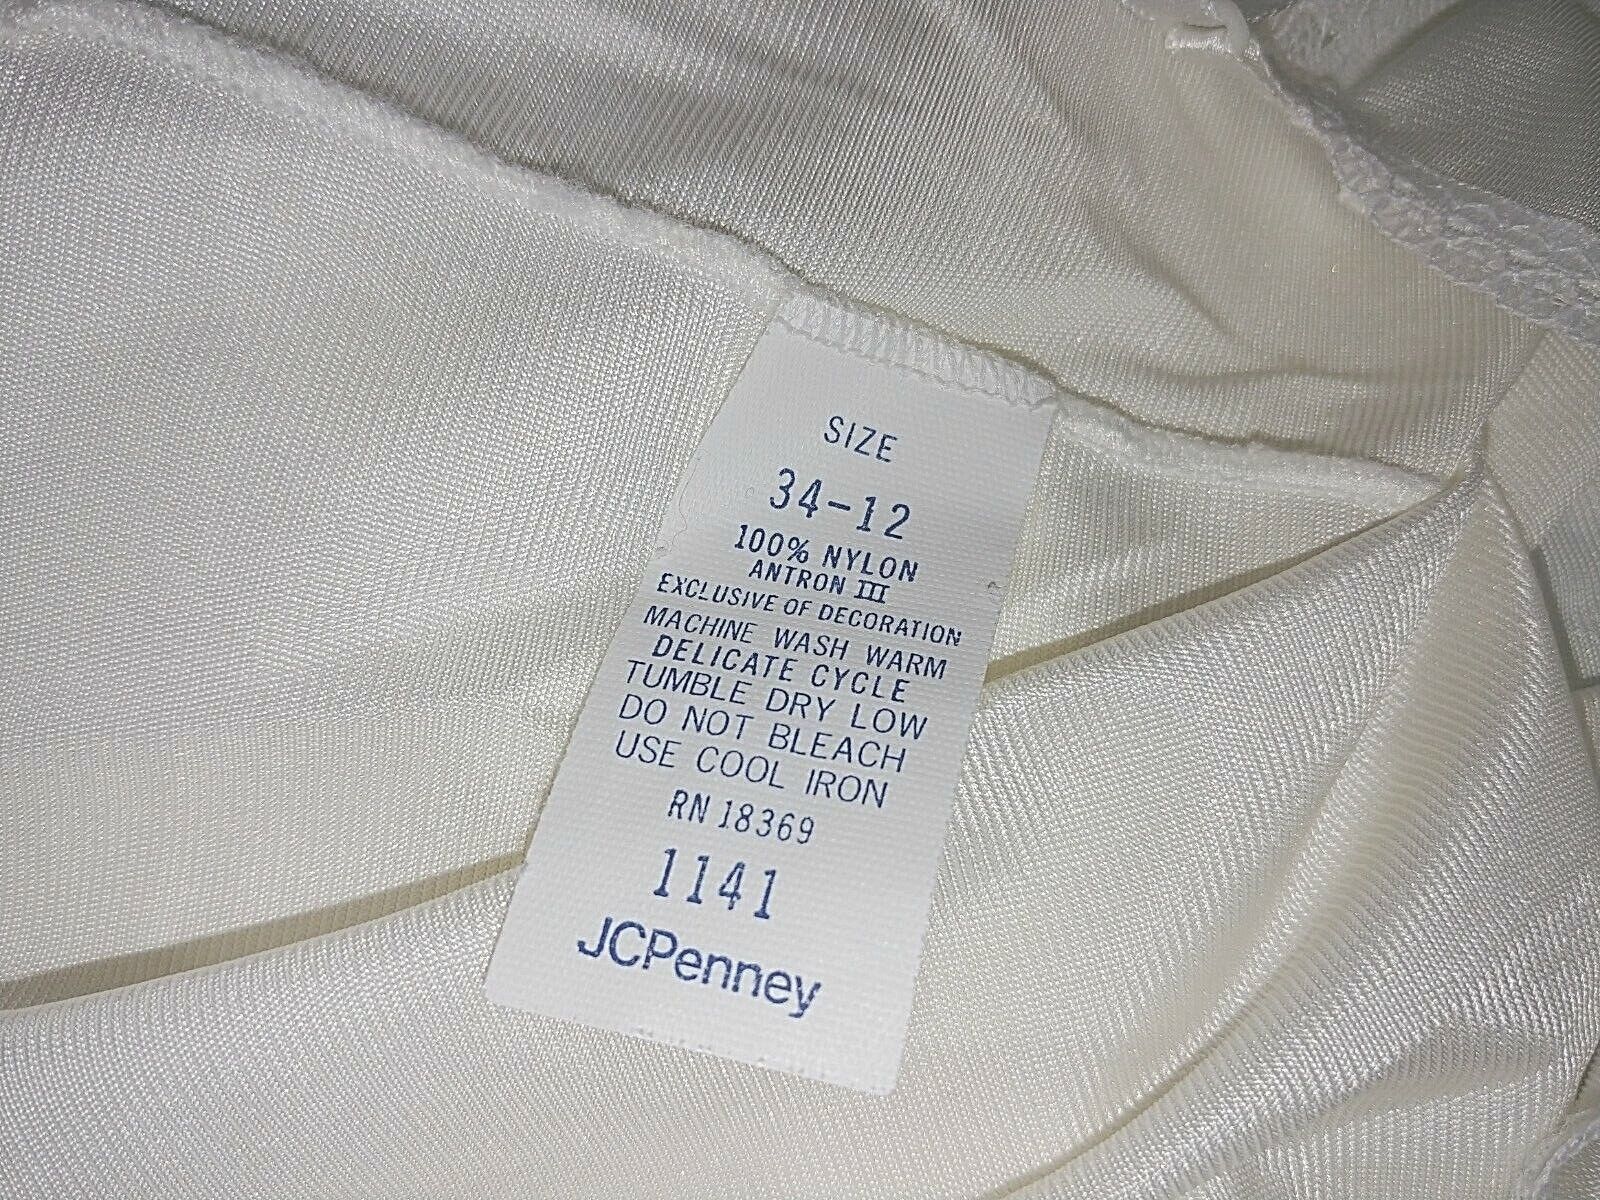 SIZE
34-12
100% NYLON
ANTRON III
EXCLUSIVE OF DECORATION
MACHINE WASH WARM
DELICATE CYCLE
TUMBLE DRY LOW
DO NOT BLEACH
USE COOL IRON
RN 18369
1141
JCPenney